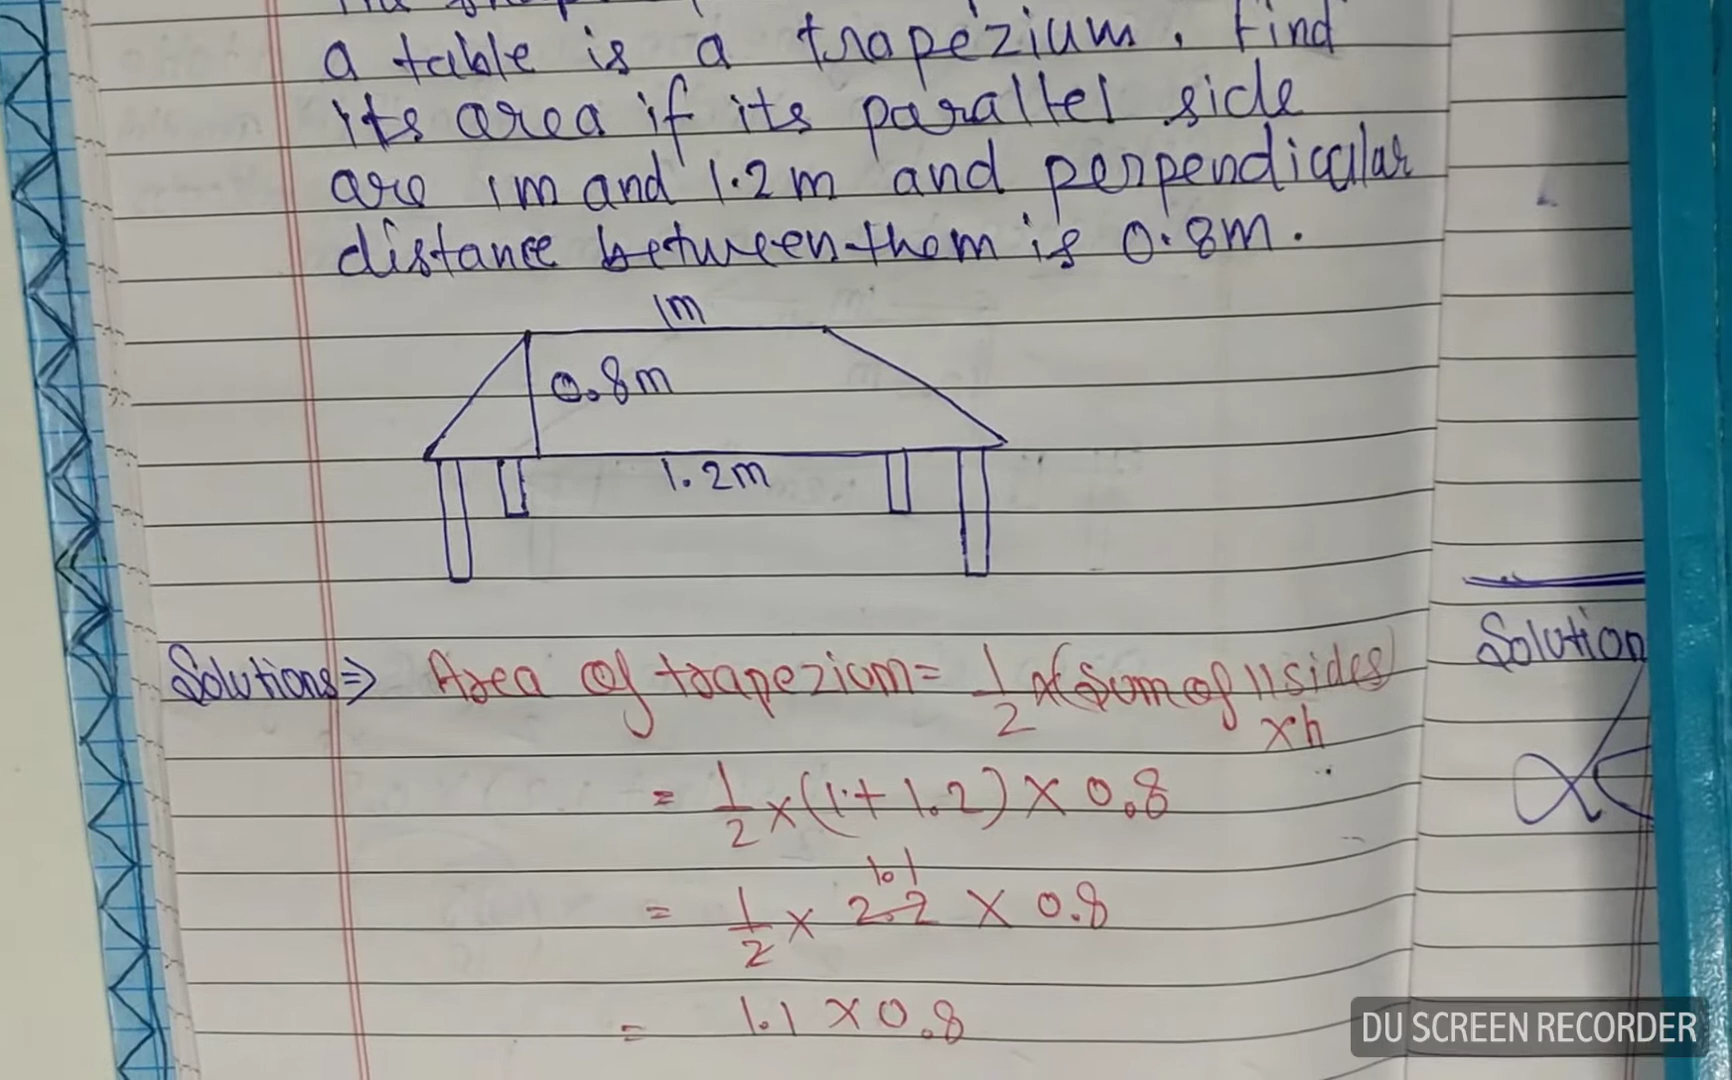 a table is a trapezium. Find
its area if its parallel side
are 1m and 1.2m and perpendicular
distance between them is 0.8m.
1m
0.8m
1.2m
Solutions⇒ Area of trapezium= 1/2 x(Sum of 11 sides)
xh
= 1/2 x (1+1.2) X 0.8
1.1
= 1/2 x 2.2 X 0.8
= 1.1 X 0.8
Solution
DU SCREEN RECORDER